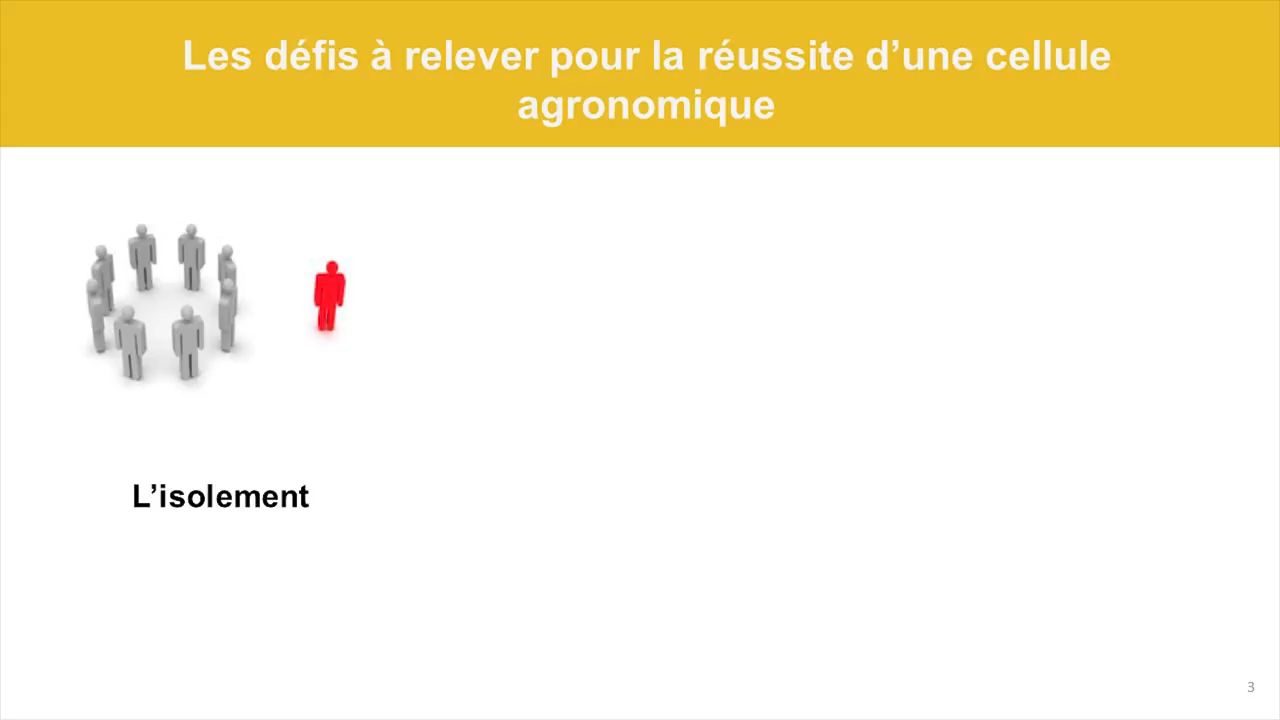 Les défis à relever pour la réussite d’une cellule
agronomique
L’isolement
3